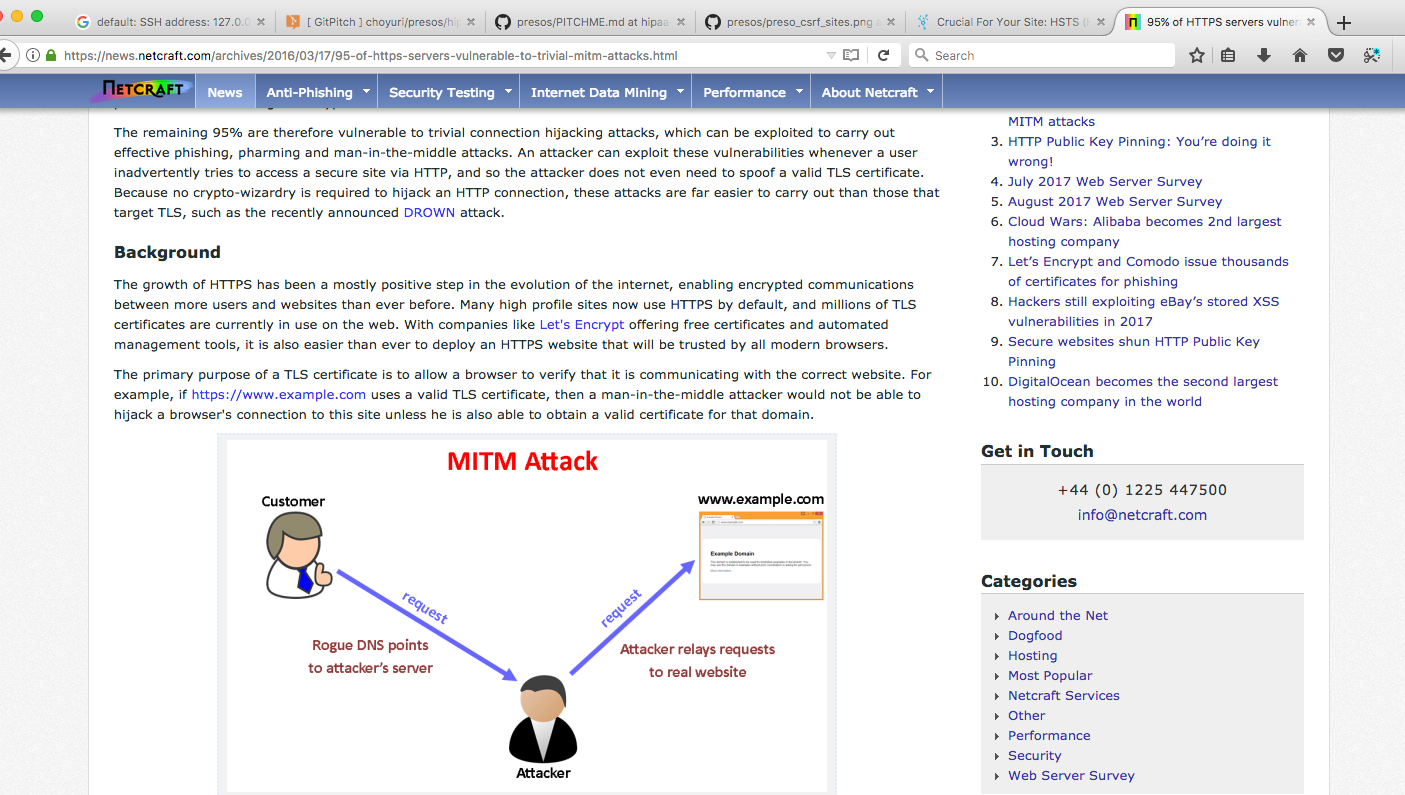 default: SSH address: 127.0.0
[ GitPitch ] choyuri/presos/hip
presos/PITCHME.md at hipaa
presos/preso_csrf_sites.png a
Crucial For Your Site: HSTS (H
95% of HTTPS servers vulner
https://news.netcraft.com/archives/2016/03/17/95-of-https-servers-vulnerable-to-trivial-mitm-attacks.html
Search
NETCRAFT
News
Anti-Phishing
Security Testing
Internet Data Mining
Performance
About Netcraft
The remaining 95% are therefore vulnerable to trivial connection hijacking attacks, which can be exploited to carry out
effective phishing, pharming and man-in-the-middle attacks. An attacker can exploit these vulnerabilities whenever a user
inadvertently tries to access a secure site via HTTP, and so the attacker does not even need to spoof a valid TLS certificate.
Because no crypto-wizardry is required to hijack an HTTP connection, these attacks are far easier to carry out than those that
target TLS, such as the recently announced DROWN attack.
Background
The growth of HTTPS has been a mostly positive step in the evolution of the internet, enabling encrypted communications
between more users and websites than ever before. Many high profile sites now use HTTPS by default, and millions of TLS
certificates are currently in use on the web. With companies like Let's Encrypt offering free certificates and automated
management tools, it is also easier than ever to deploy an HTTPS website that will be trusted by all modern browsers.
The primary purpose of a TLS certificate is to allow a browser to verify that it is communicating with the correct website. For
example, if https://www.example.com uses a valid TLS certificate, then a man-in-the-middle attacker would not be able to
hijack a browser's connection to this site unless he is also able to obtain a valid certificate for that domain.
MITM Attack
Customer
www.example.com
Example Domain
request
request
Rogue DNS points
to attacker's server
Attacker relays requests
to real website
Attacker
MITM attacks
3. HTTP Public Key Pinning: You're doing it
wrong!
4. July 2017 Web Server Survey
5. August 2017 Web Server Survey
6. Cloud Wars: Alibaba becomes 2nd largest
hosting company
7. Let's Encrypt and Comodo issue thousands
of certificates for phishing
8. Hackers still exploiting eBay's stored XSS
vulnerabilities in 2017
9. Secure websites shun HTTP Public Key
Pinning
10. DigitalOcean becomes the second largest
hosting company in the world
Get in Touch
+44 (0) 1225 447500
info@netcraft.com
Categories
Around the Net
Dogfood
Hosting
Most Popular
Netcraft Services
Other
Performance
Security
Web Server Survey